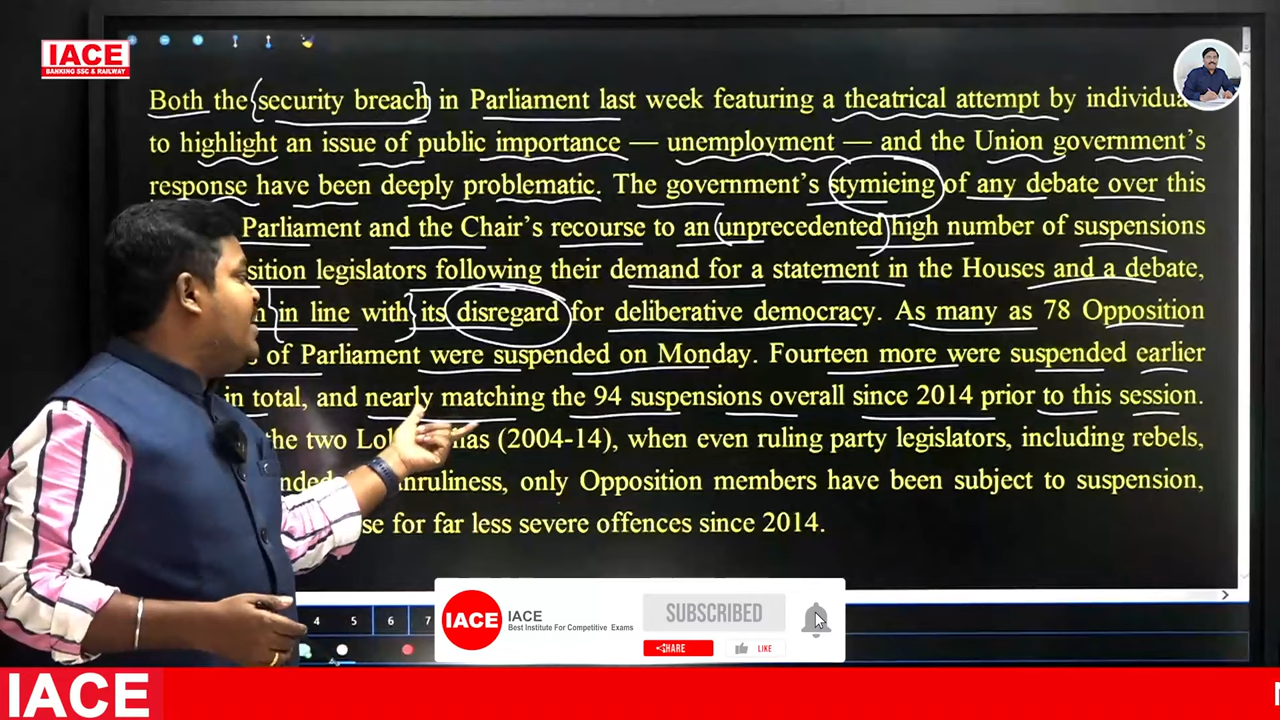 IACE
BANKING SSC & RAILWAY
Both the security breach in Parliament last week featuring a theatrical attempt by
to highlight an issue of public importance — unemployment — and the Union government's
response have been deeply problematic. The government's stymieing of any debate over this
Parliament and the Chair's recourse to an unprecedented high number of suspensions
legislators following their demand for a statement in the Houses and a debate,
in line with its disregard for deliberative democracy. As many as 78 Opposition
of Parliament were suspended on Monday. Fourteen more were suspended earlier
in total, and nearly matching the 94 suspensions overall since 2014 prior to this session.
the two Lok (2004-14), when even ruling party legislators, including rebels,
only Opposition members have been subject to suspension,
for far less severe offences since 2014.
4 5 6 7
IACE
IACE
Best Institute For Competitive Exams
SUBSCRIBED
SHARE
LIKE
IACE